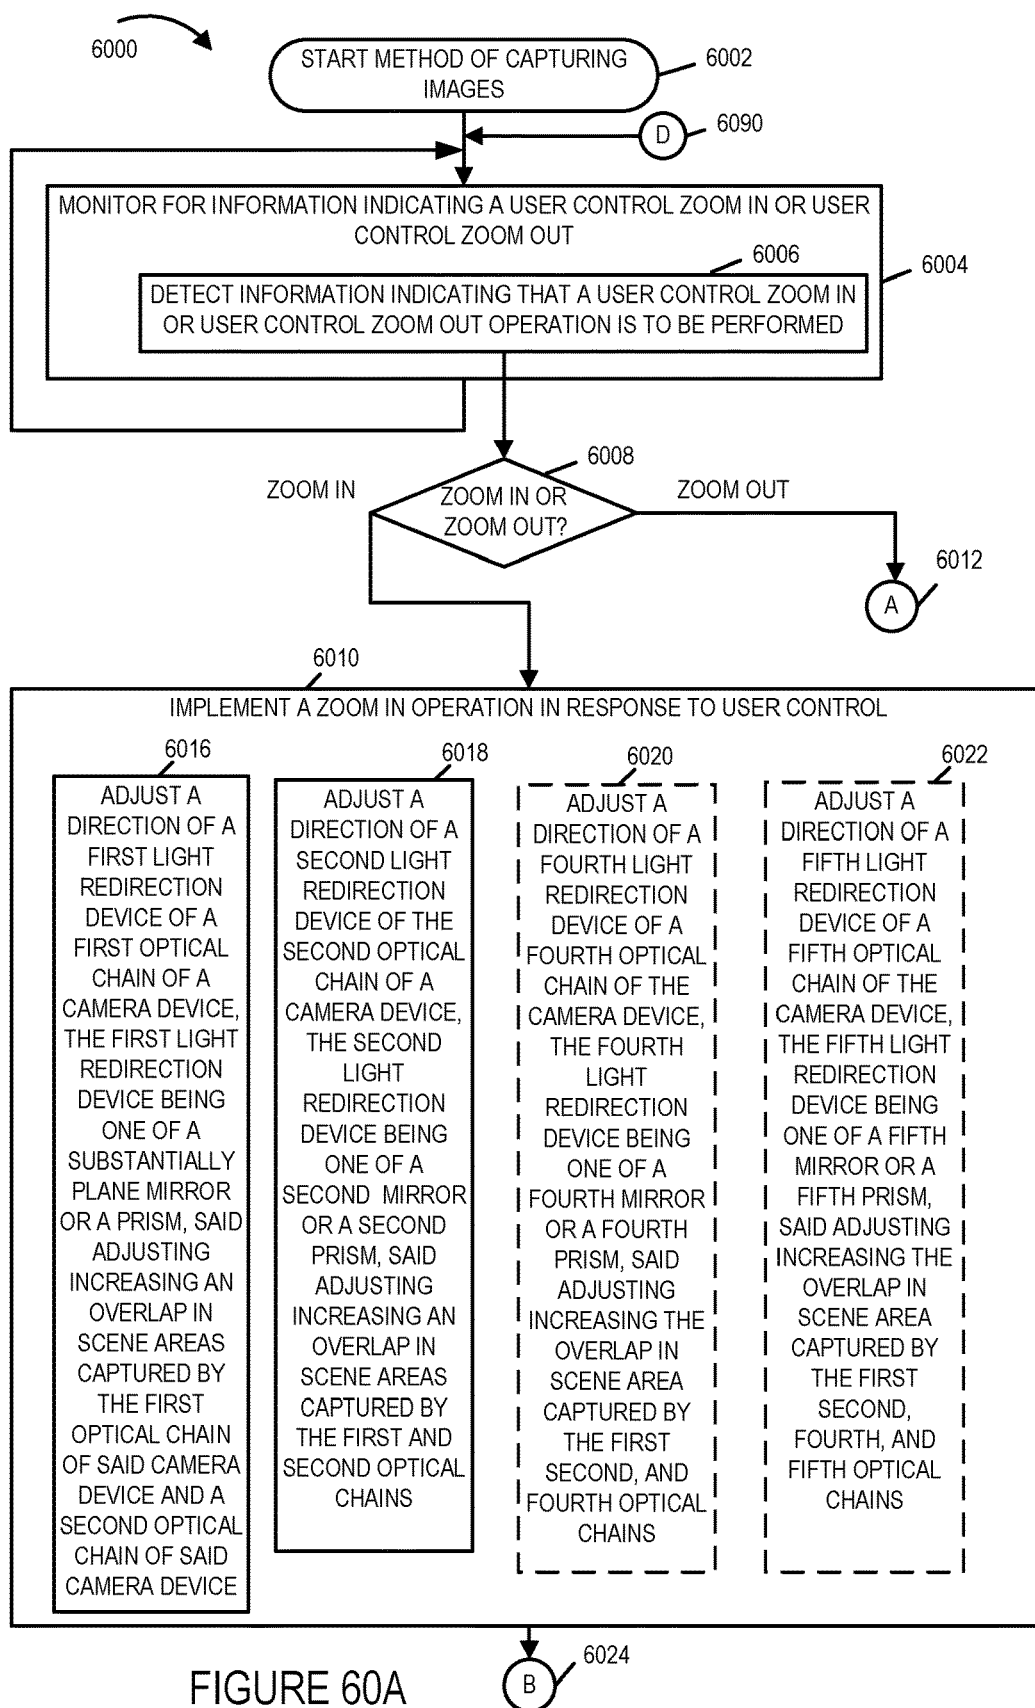 6000
START METHOD OF CAPTURING
IMAGES
6002
D
6090
MONITOR FOR INFORMATION INDICATING A USER CONTROL ZOOM IN OR USER
CONTROL ZOOM OUT
6006
6004
DETECT INFORMATION INDICATING THAT A USER CONTROL ZOOM IN
OR USER CONTROL ZOOM OUT OPERATION IS TO BE PERFORMED
6008
ZOOM IN
ZOOM IN OR
ZOOM OUT?
ZOOM OUT
6012
A
6010
IMPLEMENT A ZOOM IN OPERATION IN RESPONSE TO USER CONTROL
6016
ADJUST A
DIRECTION OF A
FIRST LIGHT
REDIRECTION
DEVICE OF A
FIRST OPTICAL
CHAIN OF A
CAMERA DEVICE,
THE FIRST LIGHT
REDIRECTION
DEVICE BEING
ONE OF A
SUBSTANTIALLY
PLANE MIRROR
OR A PRISM, SAID
ADJUSTING
INCREASING AN
OVERLAP IN
SCENE AREAS
CAPTURED BY
THE FIRST
OPTICAL CHAIN
OF SAID CAMERA
DEVICE AND A
SECOND OPTICAL
CHAIN OF SAID
CAMERA DEVICE
6018
ADJUST A
DIRECTION OF A
SECOND LIGHT
REDIRECTION
DEVICE OF THE
SECOND OPTICAL
CHAIN OF A
CAMERA DEVICE,
THE SECOND
LIGHT
REDIRECTION
DEVICE BEING
ONE OF A
SECOND MIRROR
OR A SECOND
PRISM, SAID
ADJUSTING
INCREASING AN
OVERLAP IN
SCENE AREAS
CAPTURED BY
THE FIRST AND
SECOND OPTICAL
CHAINS
6020
ADJUST A
DIRECTION OF A
FOURTH LIGHT
REDIRECTION
DEVICE OF A
FOURTH OPTICAL
CHAIN OF THE
CAMERA DEVICE,
THE FOURTH
LIGHT
REDIRECTION
DEVICE BEING
ONE OF A
FOURTH MIRROR
OR A FOURTH
PRISM, SAID
ADJUSTING
INCREASING THE
OVERLAP IN
SCENE AREA
CAPTURED BY
THE FIRST
SECOND, AND
FOURTH OPTICAL
CHAINS
6022
ADJUST A
DIRECTION OF A
FIFTH LIGHT
REDIRECTION
DEVICE OF A
FIFTH OPTICAL
CHAIN OF THE
CAMERA DEVICE,
THE FIFTH LIGHT
REDIRECTION
DEVICE BEING
ONE OF A FIFTH
MIRROR OR A
FIFTH PRISM,
SAID ADJUSTING
INCREASING THE
OVERLAP IN
SCENE AREA
CAPTURED BY
THE FIRST
SECOND,
FOURTH, AND
FIFTH OPTICAL
CHAINS
B
6024
FIGURE 60A